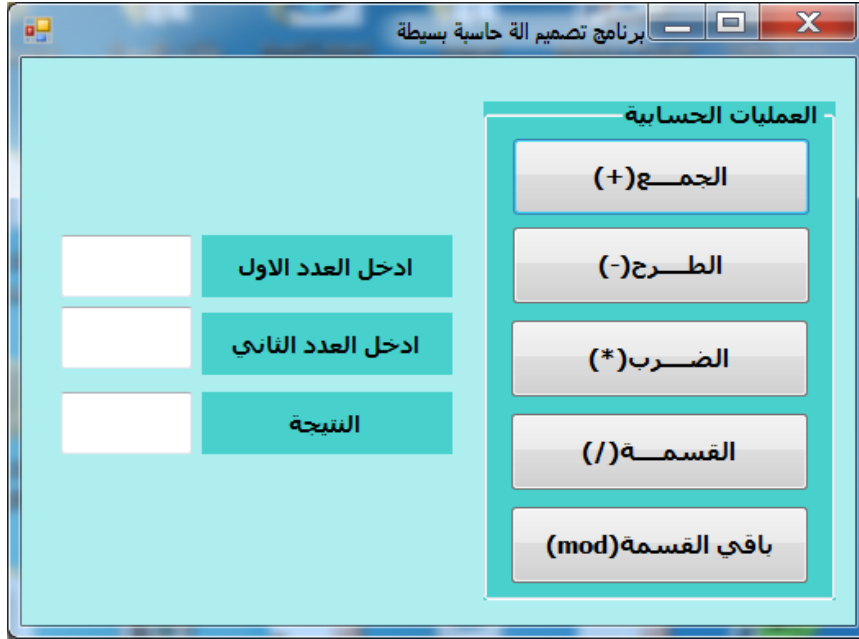 برنامج تصميم الة حاسبة بسيطة
العمليات الحسابية
الجمـــع(+)
الطـــرح(-)
الضـــرب(*)
القسمـــة(/)
باقي القسمة(mod)
ادخل العدد الاول
ادخل العدد الثاني
النتيجة